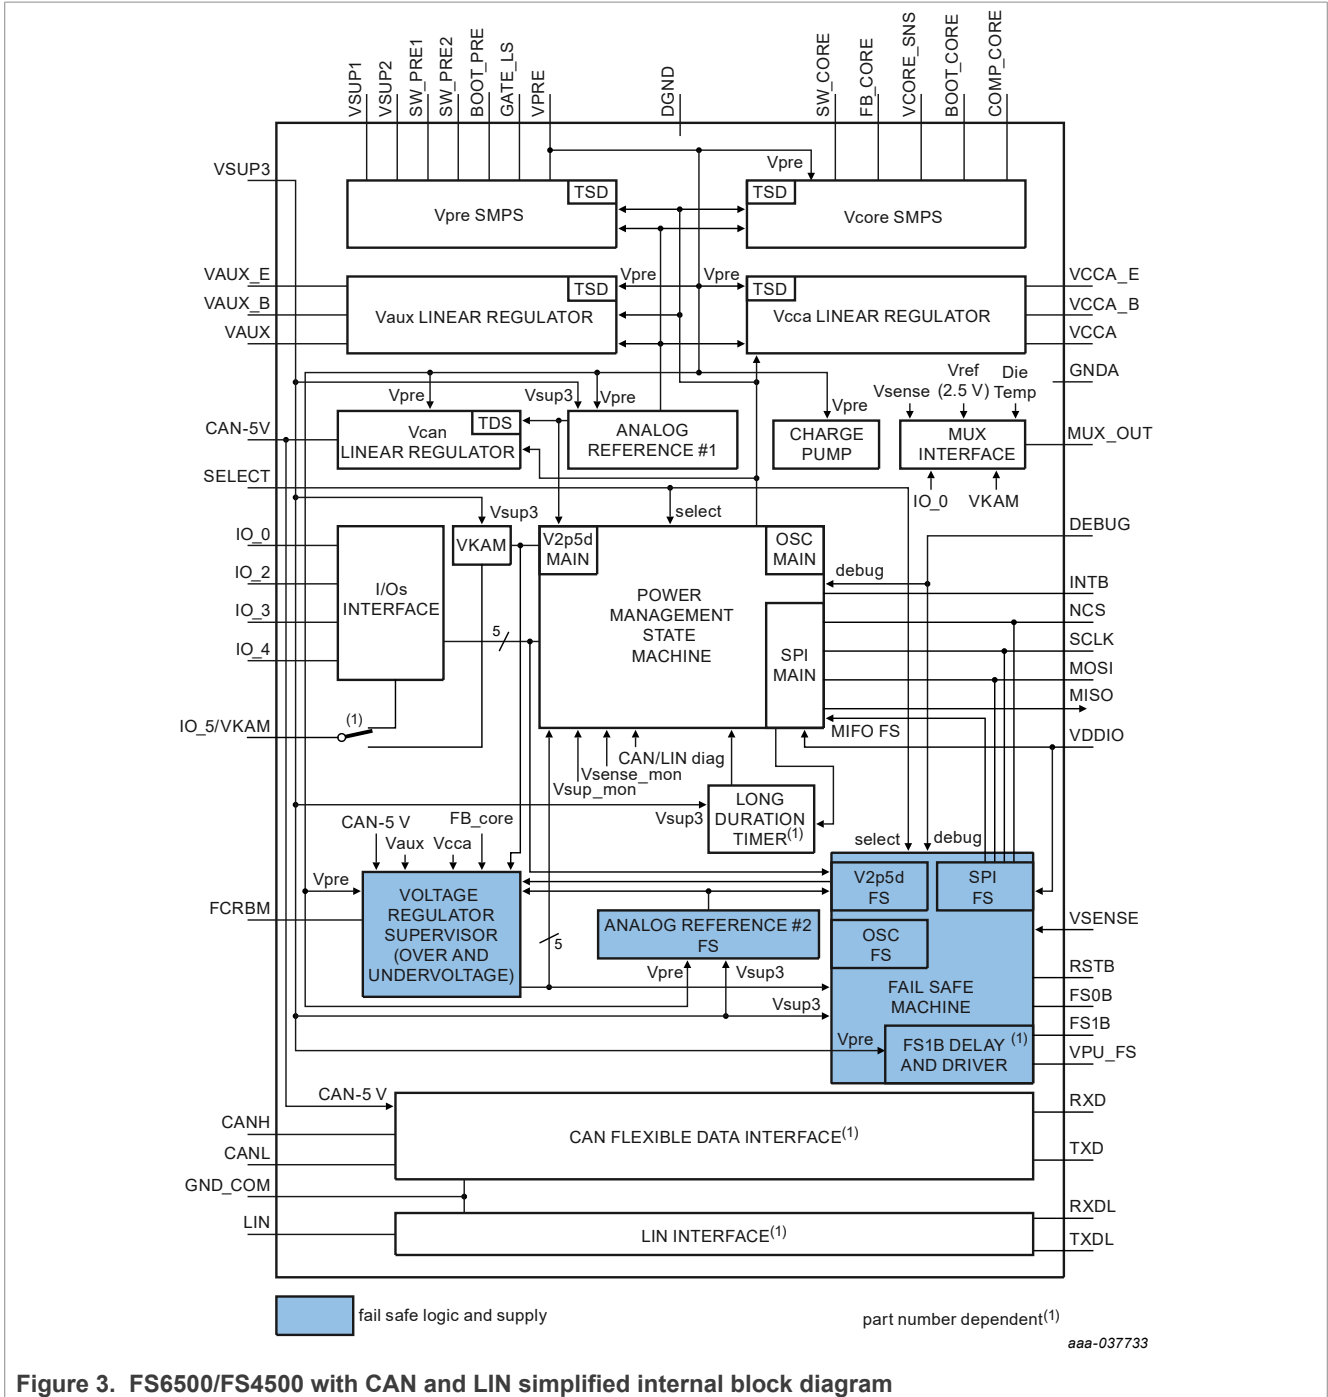 VSUP1
VSUP2
SW_PRE1
SW_PRE2
BOOT_PRE
GATE_LS
VPRE
DGND
SW_CORE
FB_CORE
VCORE_SNS
BOOT_CORE
COMP_CORE
VSUP3
Vpre
TSD
Vpre SMPS
TSD
Vcore SMPS
VAUX_E
VAUX_B
VAUX
Vpre
Vpre
TSD
Vaux LINEAR REGULATOR
TSD
Vcca LINEAR REGULATOR
VCCA_E
VCCA_B
VCCA
GNDA
Vpre
Vsup3
Vpre
Vpre
Vsense
Vref
(2.5 V)
Die
Temp
CAN-5V
Vcan
LINEAR REGULATOR
TDS
ANALOG
REFERENCE #1
CHARGE
PUMP
MUX
INTERFACE
MUX_OUT
SELECT
IO_0
VKAM
Vsup3
select
DEBUG
IO_0
IO_2
IO_3
IO_4
I/Os
INTERFACE
VKAM
V2p5d
MAIN
OSC
MAIN
debug
POWER
MANAGEMENT
STATE
MACHINE
5
SPI
MAIN
INTB
NCS
SCLK
MOSI
MISO
IO_5/VKAM
(1)
MIFO FS
VDDIO
CAN/LIN diag
Vsense_mon
Vsup_mon
Vsup3
LONG
DURATION
TIMER(1)
select
debug
CAN-5 V
Vaux
Vcca
FB_core
Vpre
FCRBM
VOLTAGE
REGULATOR
SUPERVISOR
(OVER AND
UNDERVOLTAGE)
5
ANALOG REFERENCE #2
FS
Vpre
Vsup3
Vsup3
V2p5d
FS
SPI
FS
OSC
FS
FAIL SAFE
MACHINE
Vpre
FS1B DELAY (1)
AND DRIVER
VSENSE
RSTB
FS0B
FS1B
VPU_FS
CAN-5 V
CANH
CANL
CAN FLEXIBLE DATA INTERFACE(1)
RXD
TXD
GND_COM
LIN
LIN INTERFACE(1)
RXDL
TXDL
fail safe logic and supply
part number dependent(1)
aaa-037733
Figure 3. FS6500/FS4500 with CAN and LIN simplified internal block diagram